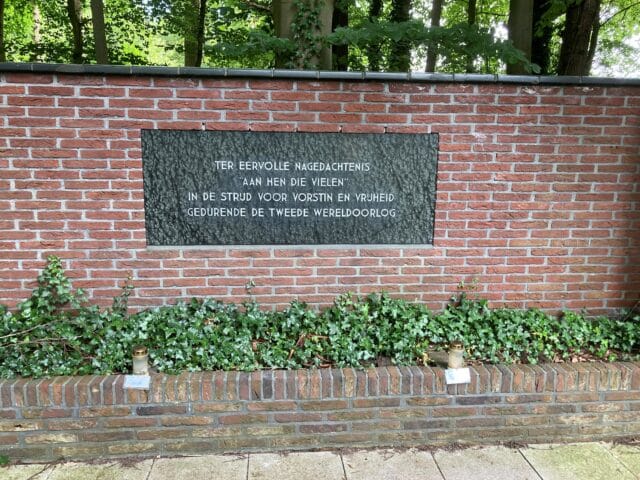 TER EERVOLLE NAGEDACHTENIS
"AAN HEN DIE VIELEN"
IN DE STRIJD VOOR VORSTIN EN VRIJHEID
GEDURENDE DE TWEEDE WERELDOORLOG